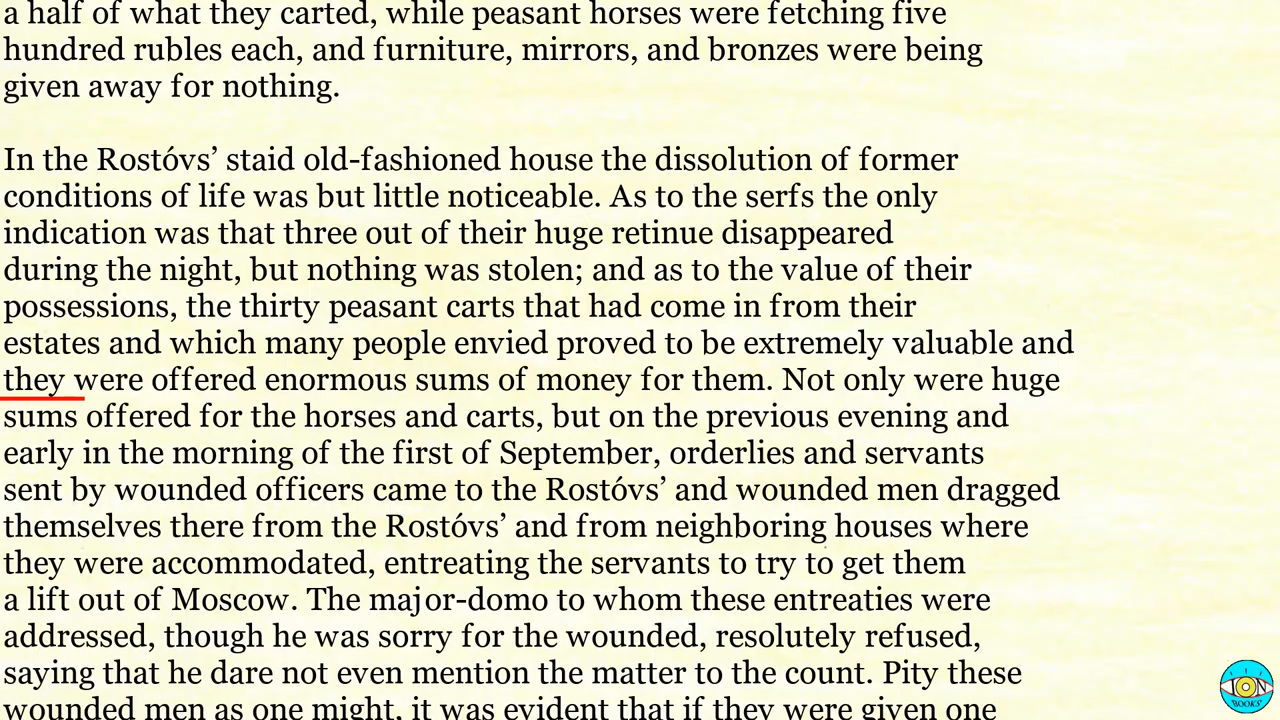 a half of what they carted, while peasant horses were fetching five
hundred rubles each, and furniture, mirrors, and bronzes were being
given away for nothing.
In the Rostóvs’ staid old-fashioned house the dissolution of former
conditions of life was but little noticeable. As to the serfs the only
indication was that three out of their huge retinue disappeared
during the night, but nothing was stolen; and as to the value of their
possessions, the thirty peasant carts that had come in from their
estates and which many people envied proved to be extremely valuable and
they were offered enormous sums of money for them. Not only were huge
sums offered for the horses and carts, but on the previous evening and
early in the morning of the first of September, orderlies and servants
sent by wounded officers came to the Rostóvs’ and wounded men dragged
themselves there from the Rostóvs’ and from neighboring houses where
they were accommodated, entreating the servants to try to get them
a lift out of Moscow. The major-domo to whom these entreaties were
addressed, though he was sorry for the wounded, resolutely refused,
saying that he dare not even mention the matter to the count. Pity these
wounded men as one might, it was evident that if they were given one
ION
BOOKS